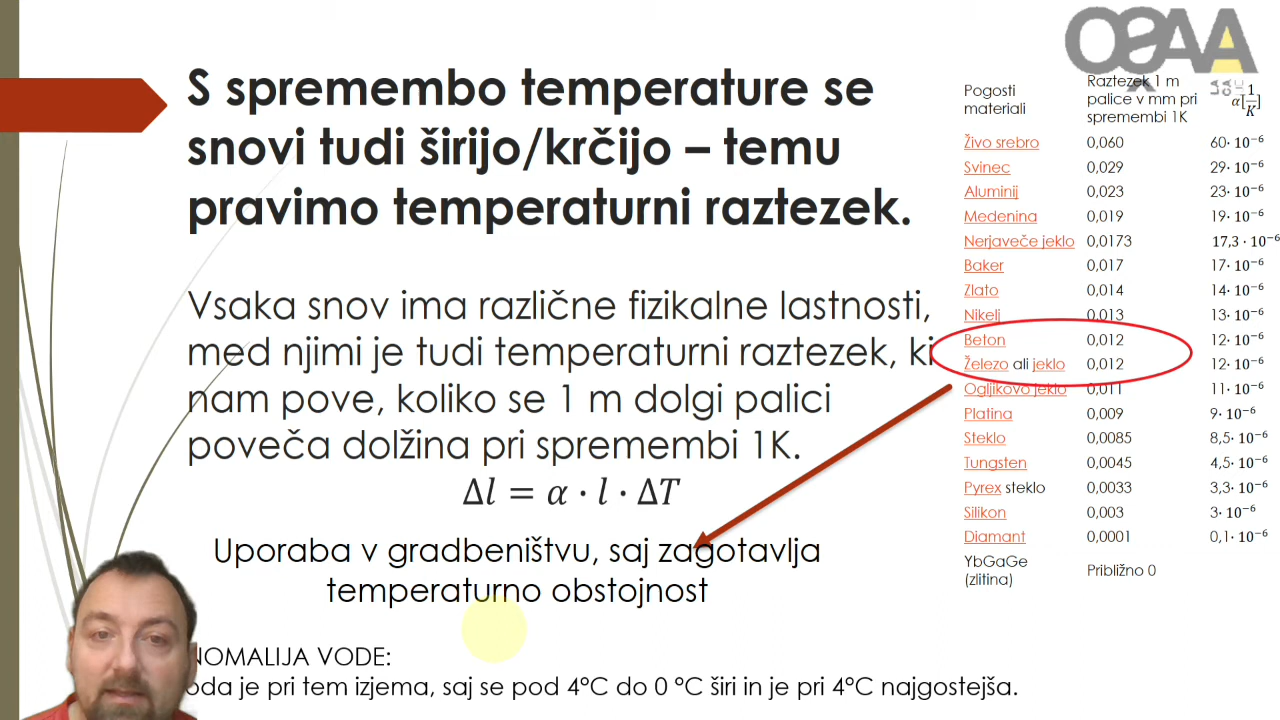 OŠAA
S spremembo temperature se
snovi tudi širijo/krčijo – temu
pravimo temperaturni raztezek.
Vsaka snov ima različne fizikalne lastnosti,
med njimi je tudi temperaturni raztezek, ki
nam pove, koliko se 1 m dolgi palici
poveča dolžina pri spremembi 1K.
Δl = α · l · ΔT
Uporaba v gradbeništvu, saj zagotavlja
temperaturno obstojnost
NOMALIJA VODE:
oda je pri tem izjema, saj se pod 4°C do 0 °C širi in je pri 4°C najgostejša.
Pogosti materiali Raztezek 1 m palice v mm pri spremembi 1K α[1/K]
Živo srebro 0,060 60· 10⁻⁶
Svinec 0,029 29· 10⁻⁶
Aluminij 0,023 23· 10⁻⁶
Medenina 0,019 19· 10⁻⁶
Nerjaveče jeklo 0,0173 17,3 · 10⁻⁶
Baker 0,017 17· 10⁻⁶
Zlato 0,014 14· 10⁻⁶
Nikelj 0,013 13· 10⁻⁶
Beton 0,012 12· 10⁻⁶
Železo ali jeklo 0,012 12· 10⁻⁶
Ogljikovo jeklo 0,011 11· 10⁻⁶
Platina 0,009 9· 10⁻⁶
Steklo 0,0085 8,5· 10⁻⁶
Tungsten 0,0045 4,5· 10⁻⁶
Pyrex steklo 0,0033 3,3· 10⁻⁶
Silikon 0,003 3· 10⁻⁶
Diamant 0,0001 0,1· 10⁻⁶
YbGaGe (zlitina) Približno 0